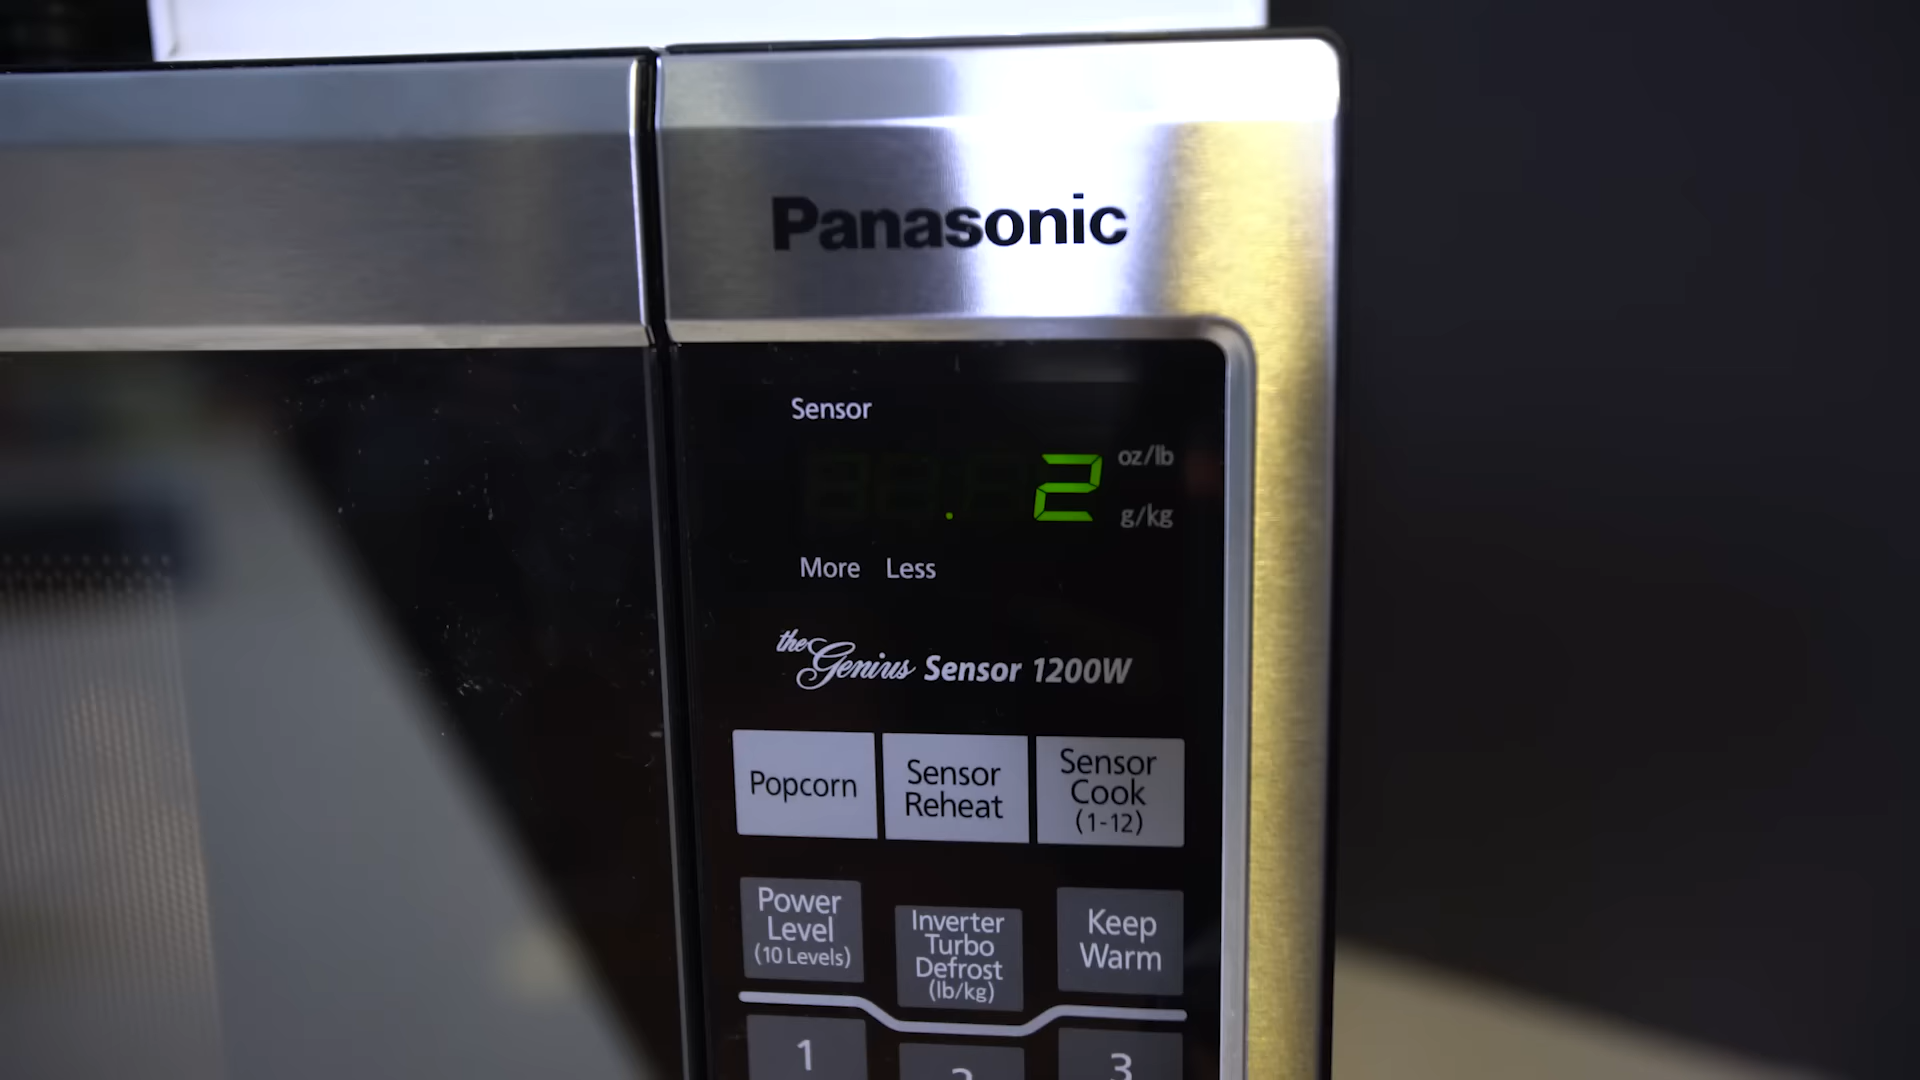 Panasonic
Sensor
. 2
oz/lb
g/kg
More Less
the Genius Sensor 1200W
Popcorn
Sensor
Reheat
Sensor
Cook
(1-12)
Power
Level
(10 Levels)
Inverter
Turbo
Defrost
(lb/kg)
Keep
Warm
1
2
3